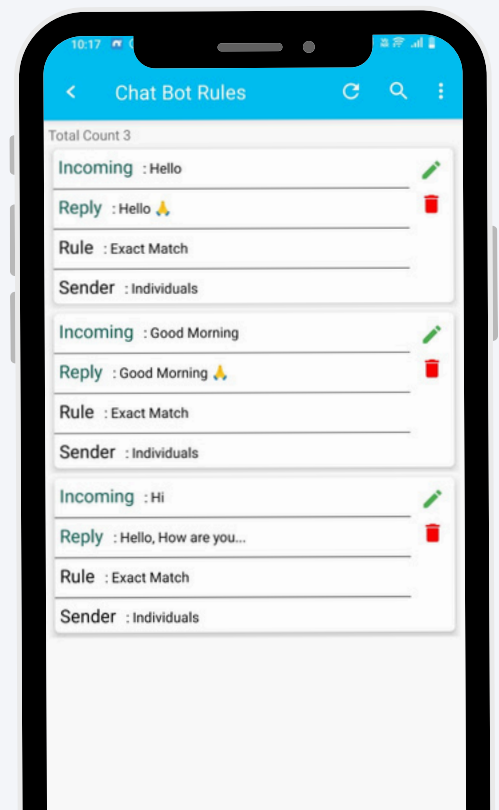 10:17
Chat Bot Rules
Total Count 3
Incoming : Hello
Reply : Hello 🙏
Rule : Exact Match
Sender : Individuals
Incoming : Good Morning
Reply : Good Morning 🙏
Rule : Exact Match
Sender : Individuals
Incoming : Hi
Reply : Hello, How are you...
Rule : Exact Match
Sender : Individuals